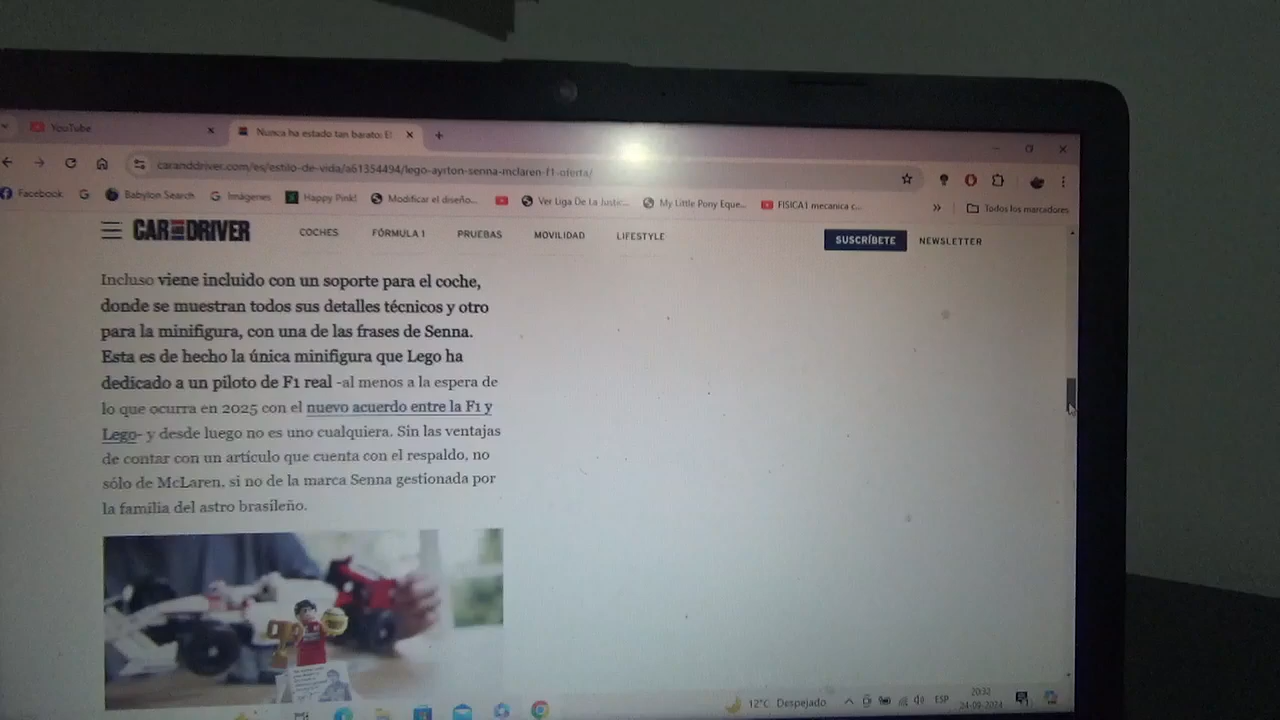 YouTube
Nunca ha estado tan barato: E
caranddriver.com/es/estilo-de-vida/a61354494/lego-ayrton-senna-mclaren-f1-oferta/
Facebook
Babylon Search
Imágenes
Happy Pink!
Modificar el diseño...
Ver Liga De La Justic...
My Little Pony Eque...
FISICA1 mecanica c...
Todos los marcadores
CAR AND DRIVER
COCHES
FÓRMULA 1
PRUEBAS
MOVILIDAD
LIFESTYLE
SUSCRÍBETE
NEWSLETTER
Incluso viene incluido con un soporte para el coche,
donde se muestran todos sus detalles técnicos y otro
para la minifigura, con una de las frases de Senna.
Esta es de hecho la única minifigura que Lego ha
dedicado a un piloto de F1 real -al menos a la espera de
lo que ocurra en 2025 con el nuevo acuerdo entre la F1 y
Lego- y desde luego no es uno cualquiera. Sin las ventajas
de contar con un artículo que cuenta con el respaldo, no
sólo de McLaren, si no de la marca Senna gestionada por
la familia del astro brasileño.
12°C Despejado
ESP
20:32
24-09-2024